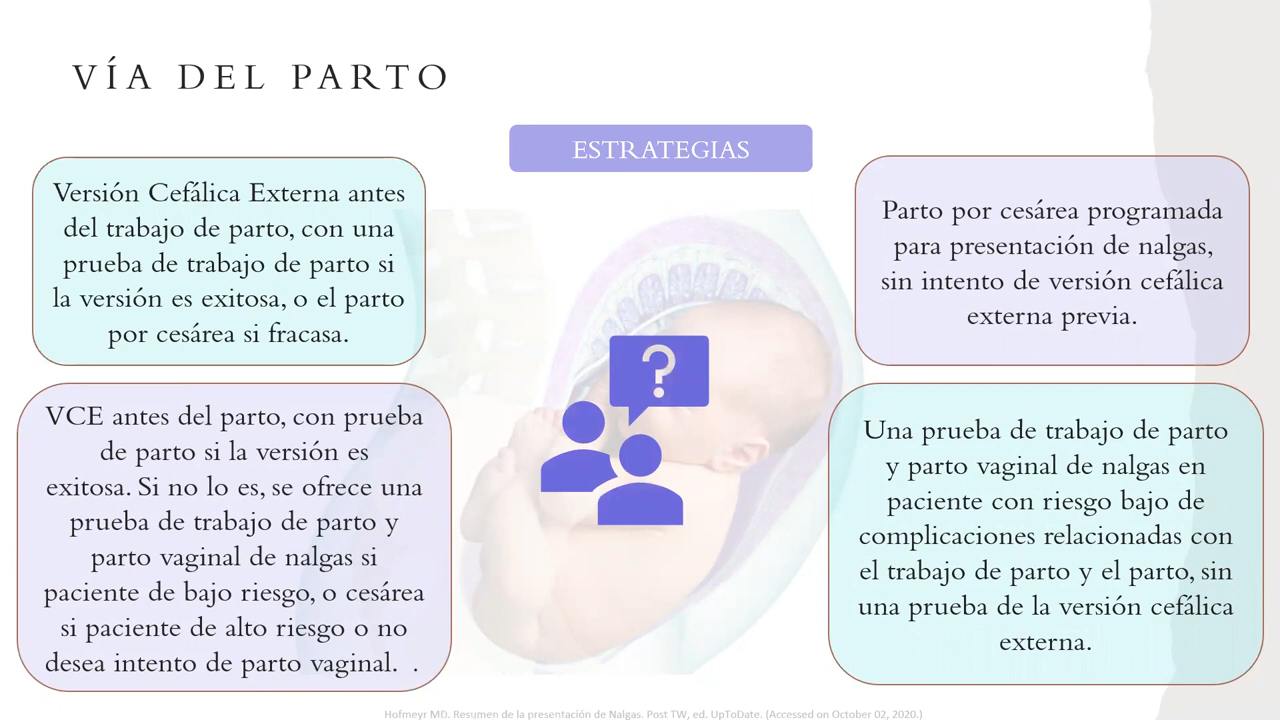 VÍA DEL PARTO
ESTRATEGIAS
Versión Cefálica Externa antes
del trabajo de parto, con una
prueba de trabajo de parto si
la versión es exitosa, o el parto
por cesárea si fracasa.
Parto por cesárea programada
para presentación de nalgas,
sin intento de versión cefálica
externa previa.
VCE antes del parto, con prueba
de parto si la versión es
exitosa. Si no lo es, se ofrece una
prueba de trabajo de parto y
parto vaginal de nalgas si
paciente de bajo riesgo, o cesárea
si paciente de alto riesgo o no
desea intento de parto vaginal. .
Una prueba de trabajo de parto
y parto vaginal de nalgas en
paciente con riesgo bajo de
complicaciones relacionadas con
el trabajo de parto y el parto, sin
una prueba de la versión cefálica
externa.
?
Hofmeyr MD. Resumen de la presentación de Nalgas. Post TW, ed. UpToDate. (Accessed on October 02, 2020.)